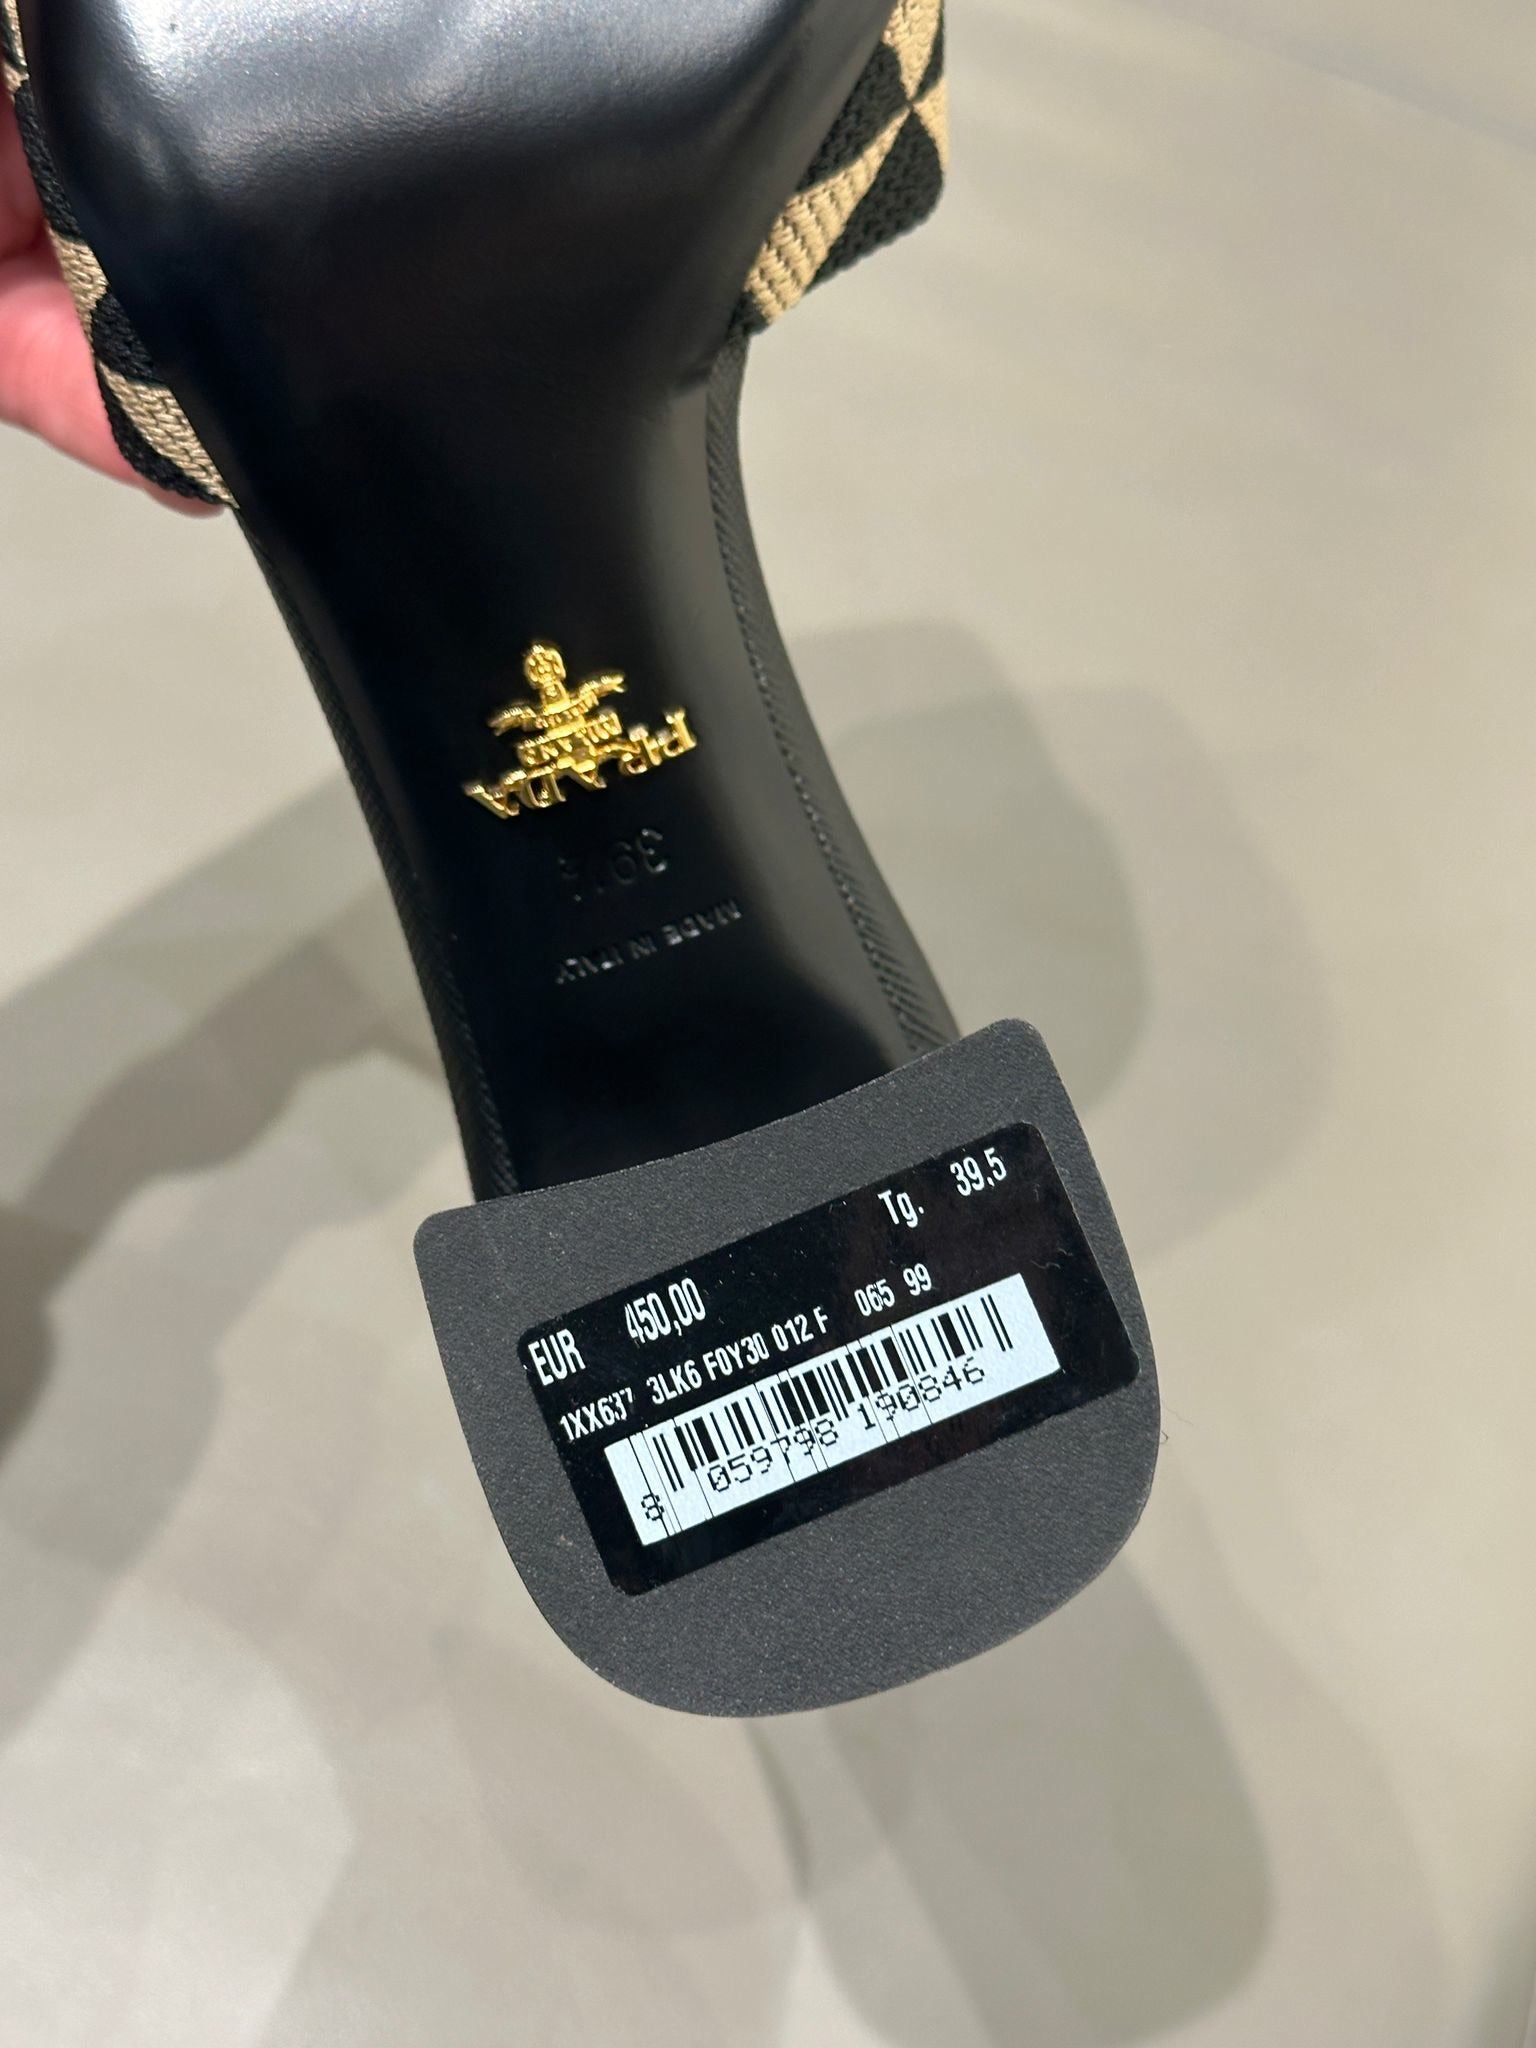 PRADA
MILANO
39½
MADE IN ITALY
Tg. 39,5
EUR 450,00
1XX637 3LK6 F0Y30 012 F 065 99
8 059798 190846